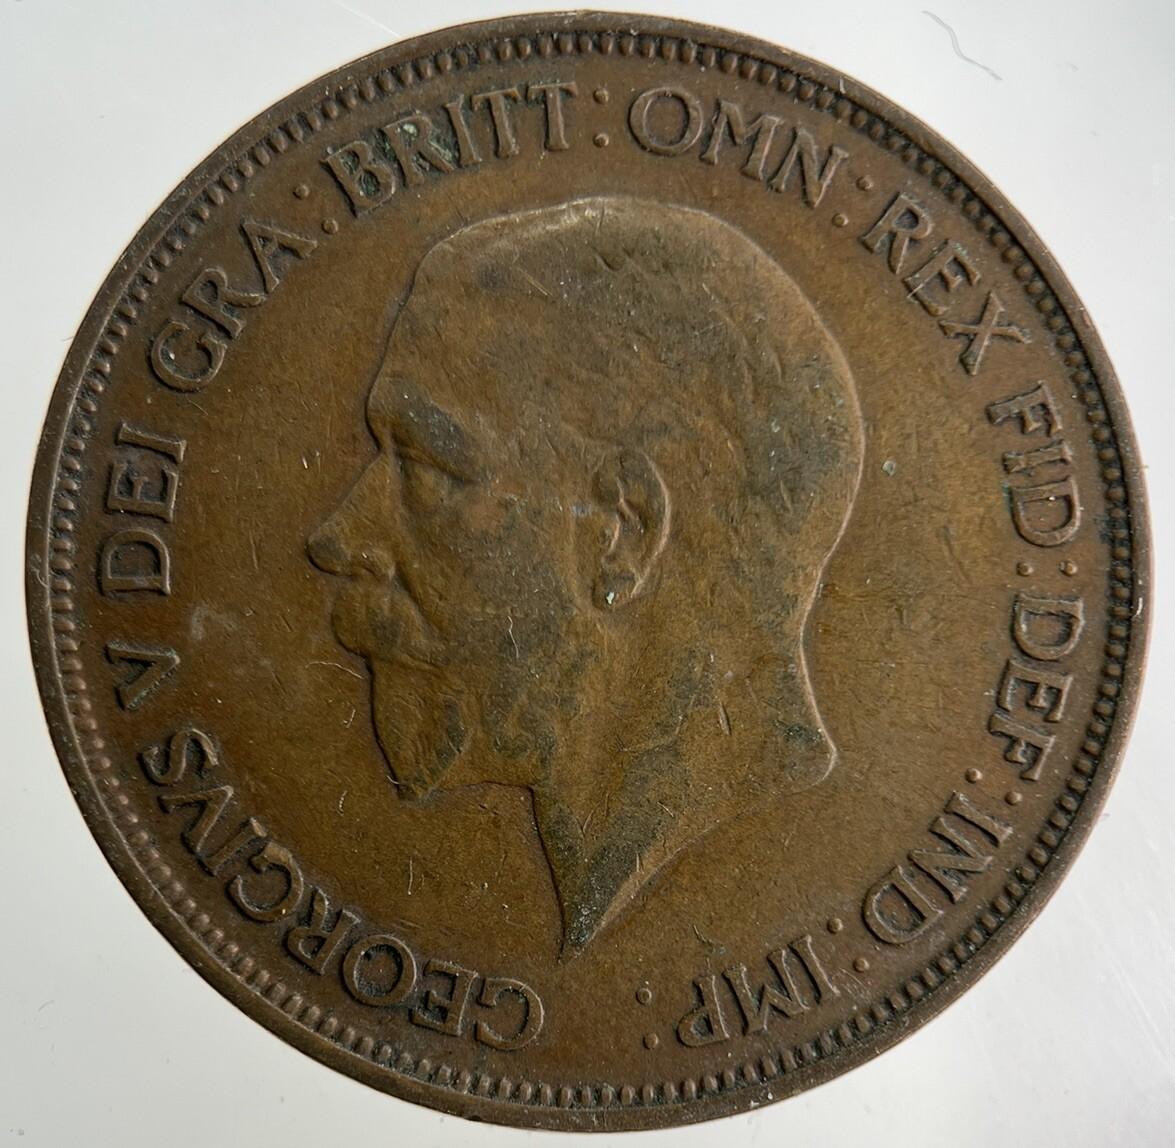 GEORGIVS V DEI GRA: BRITT: OMN: REX FID: DEF: IND: IMP: